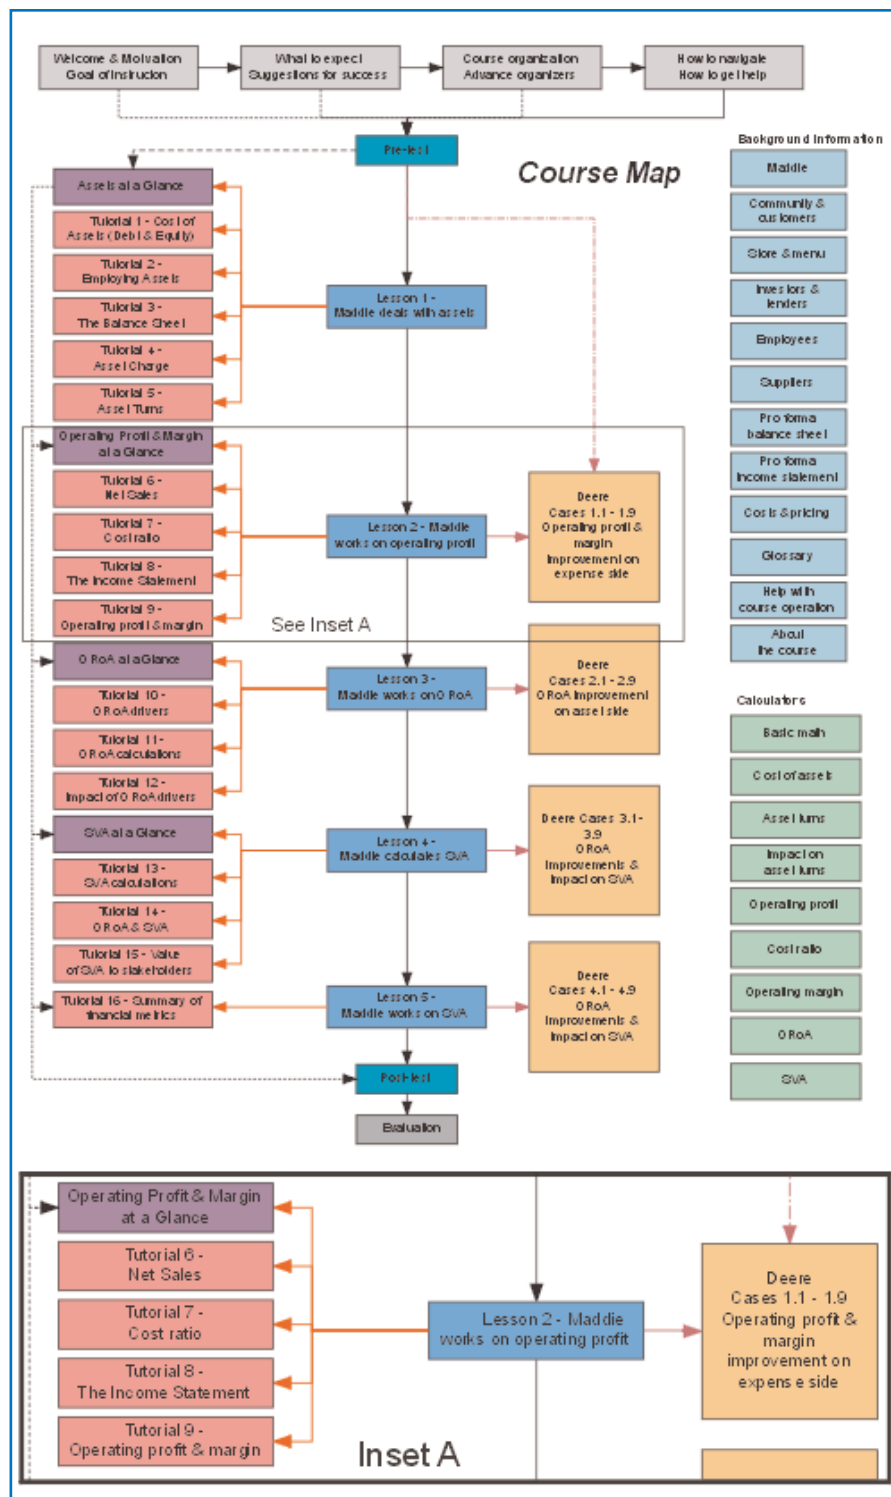 Welcome & Motivation
Goal of Instruction
What to expect
Suggestions for success
Course organization
Advance organizers
How to navigate
How to get help
Pre-test
Course Map
Assets at a Glance
Tutorial 1 - Cost of
Assets (Debt & Equity)
Tutorial 2 -
Employing Assets
Tutorial 3 -
The Balance Sheet
Tutorial 4 -
Asset Charge
Tutorial 5 -
Asset Turns
Lesson 1 -
Maddie deals with assets
Operating Profit & Margin
at a Glance
Tutorial 6 -
Net Sales
Tutorial 7 -
Cost ratio
Tutorial 8 -
The Income Statement
Tutorial 9 -
Operating profit & margin
Lesson 2 - Maddie
works on operating profit
Deere
Cases 1.1 - 1.9
Operating profit &
margin
improvement on
expense side
See Inset A
OROA at a Glance
Tutorial 10 -
OROA drivers
Tutorial 11 -
OROA calculations
Tutorial 12 -
Impact of OROA drivers
Lesson 3 -
Maddie works on OROA
Deere
Cases 2.1 - 2.9
OROA improvement
on asset side
SVA at a Glance
Tutorial 13 -
SVA calculations
Tutorial 14 -
OROA & SVA
Tutorial 15 - Value
of SVA to stakeholders
Lesson 4 -
Maddie calculates SVA
Deere Cases 3.1-
3.9
OROA
Improvements &
Impact on SVA
Tutorial 16 - Summary of
financial metrics
Lesson 5 -
Maddie works on SVA
Deere
Cases 4.1 - 4.9
OROA
Improvements &
Impact on SVA
Post-test
Evaluation
Background Information
Maddie
Community &
customers
Store & menu
Investors &
lenders
Employees
Suppliers
Pro forma
balance sheet
Pro forma
income statement
Costs & pricing
Glossary
Help with
course operation
About
the course
Calculators
Basic math
Cost of assets
Asset turns
Impact on
asset turns
Operating profit
Cost ratio
Operating margin
OROA
SVA
Operating Profit & Margin
at a Glance
Tutorial 6 -
Net Sales
Tutorial 7 -
Cost ratio
Tutorial 8 -
The Income Statement
Tutorial 9 -
Operating profit & margin
Lesson 2 - Maddie
works on operating profit
Deere
Cases 1.1 - 1.9
Operating profit &
margin
improvement on
expense side
Inset A